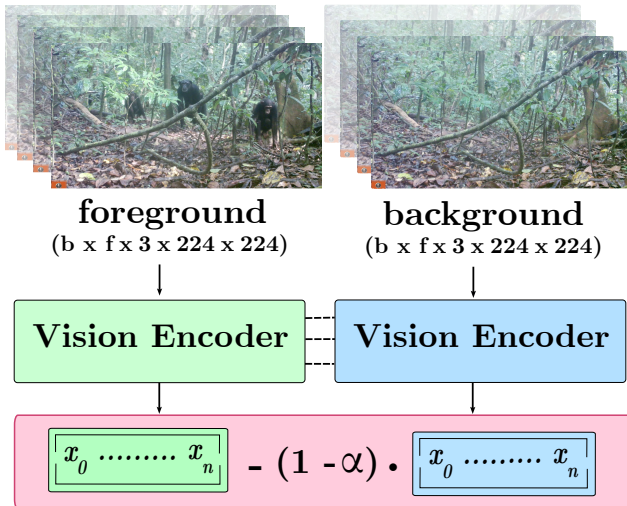 foreground
background
(b x f x 3 x 224 x 224)
(b x f x 3 x 224 x 224)
Vision Encoder
Vision Encoder
x₀ ......... xₙ - (1 -α) · x₀ ......... xₙ